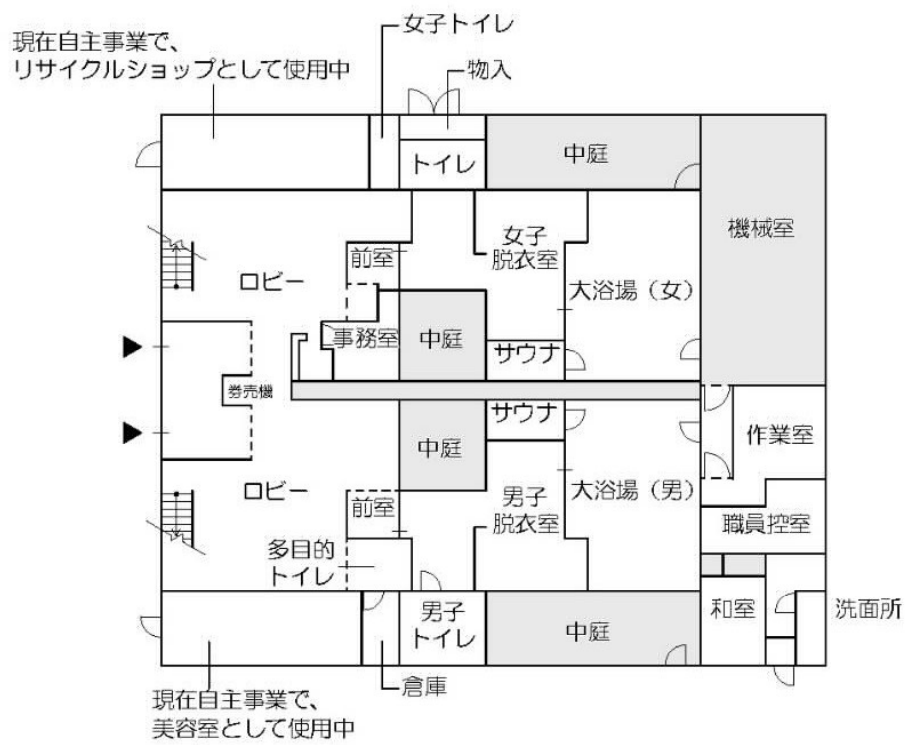 女子トイレ
現在自主事業で、
リサイクルショップとして使用中
物入
トイレ
中庭
機械室
女子
脱衣室
前室
ロビー
大浴場（女）
事務室
中庭
サウナ
券売機
サウナ
作業室
中庭
ロビー
男子
脱衣室
大浴場（男）
前室
職員控室
多目的
トイレ
男子
トイレ
中庭
和室
洗面所
倉庫
現在自主事業で、
美容室として使用中